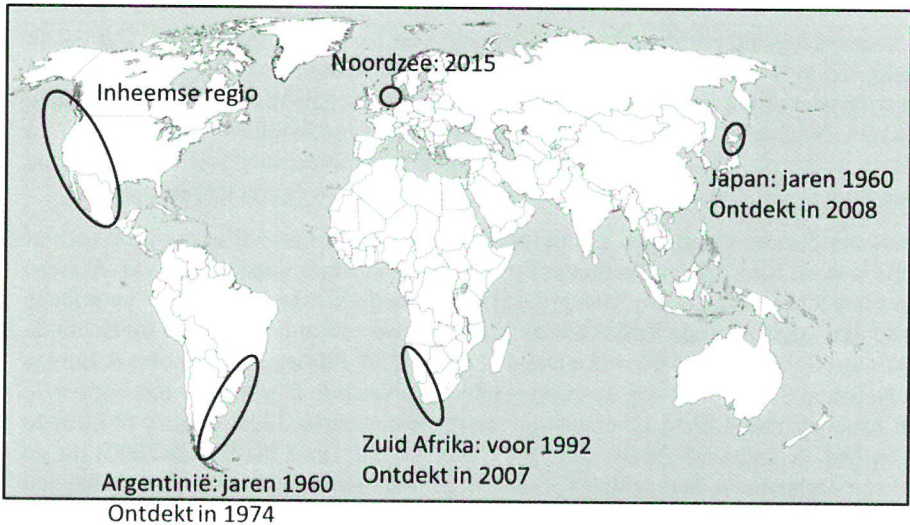 Noordzee: 2015
Inheemse regio
Japan: jaren 1960
Ontdekt in 2008
Zuid Afrika: voor 1992
Ontdekt in 2007
Argentinië: jaren 1960
Ontdekt in 1974